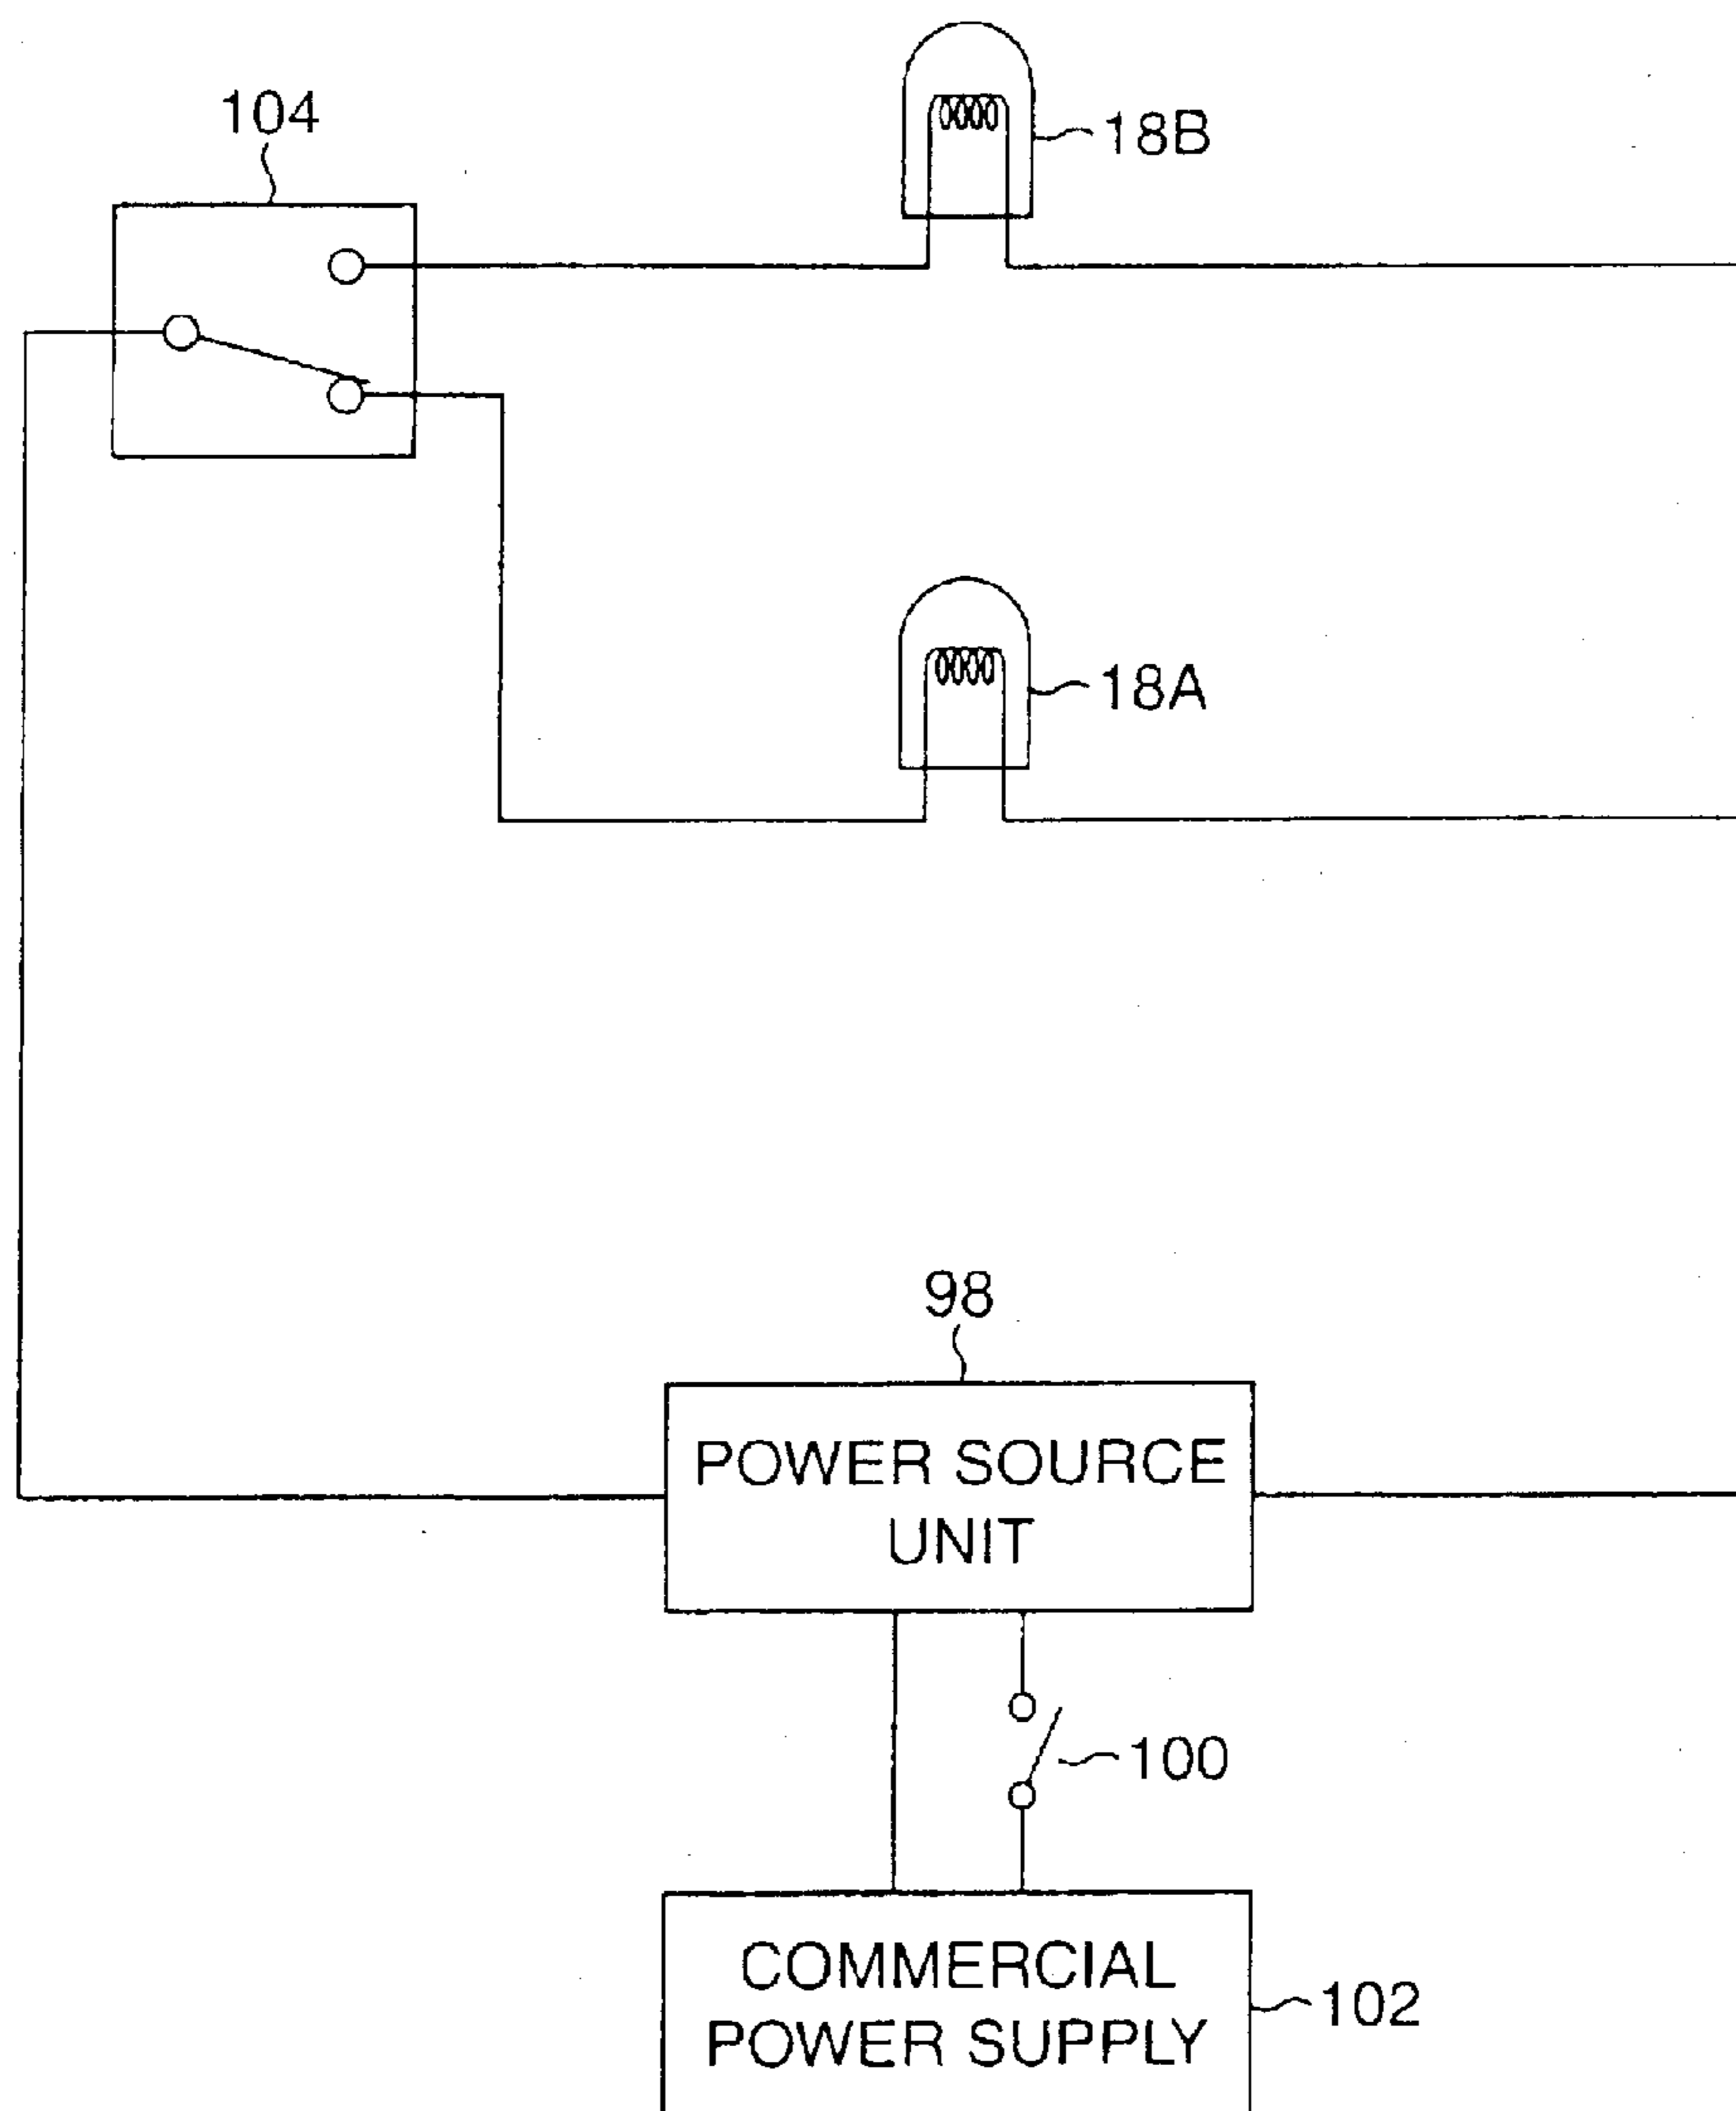 104
18B
18A
98
POWER SOURCE
UNIT
100
COMMERCIAL
POWER SUPPLY
102